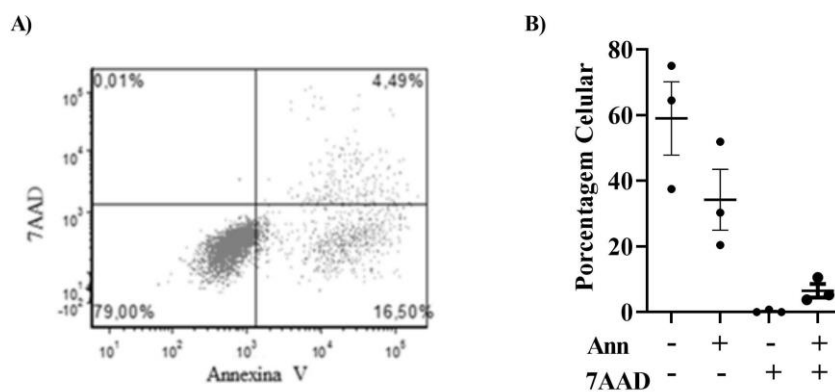 A)
0,01%
4,49%
10⁵
10⁴
10³
10¹
-10²
7AAD
79,00%
16,50%
10¹ 10² 10³ 10⁴ 10⁵
Annexina V
B)
80
60
40
20
0
Porcentagem Celular
Ann - + - +
7AAD - - + +